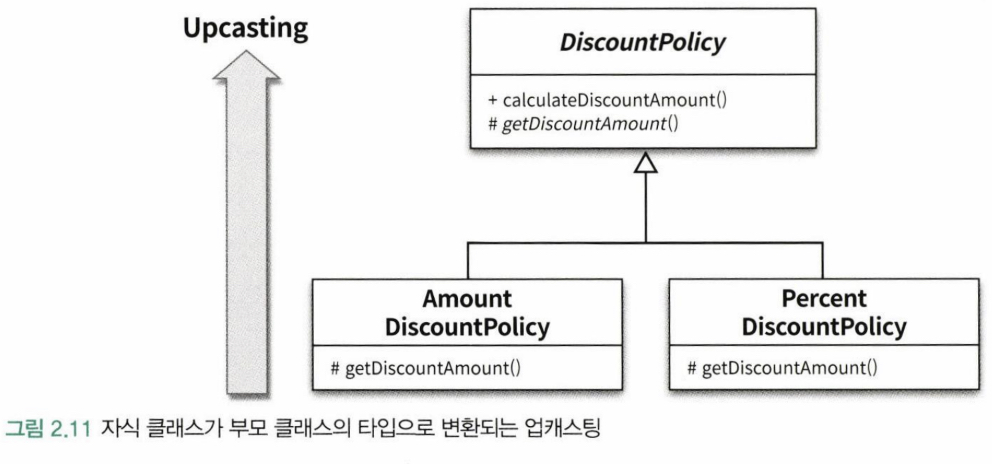 Upcasting
DiscountPolicy
+ calculateDiscountAmount()
# getDiscountAmount()
Amount
DiscountPolicy
# getDiscountAmount()
Percent
DiscountPolicy
# getDiscountAmount()
그림 2.11 자식 클래스가 부모 클래스의 타입으로 변환되는 업캐스팅